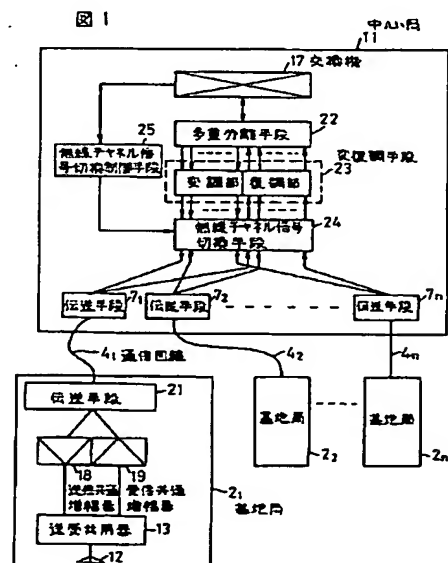 図 1
中心局
11
17 交換機
25
多重分離手段
22
変復調手段
無線チャネル信
号切換制御手段
変調部 復調部
23
無線チャネル信号
切換手段
24
伝送手段 7₁
伝送手段 7₂
伝送手段 7n
4₁ 通信回線
4₂
4n
伝送手段
21
基地局
基地局
18
19
2₂
2n
送信共通
増幅器
受信共通
増幅器
2₁
基地局
送受共用器
13
12